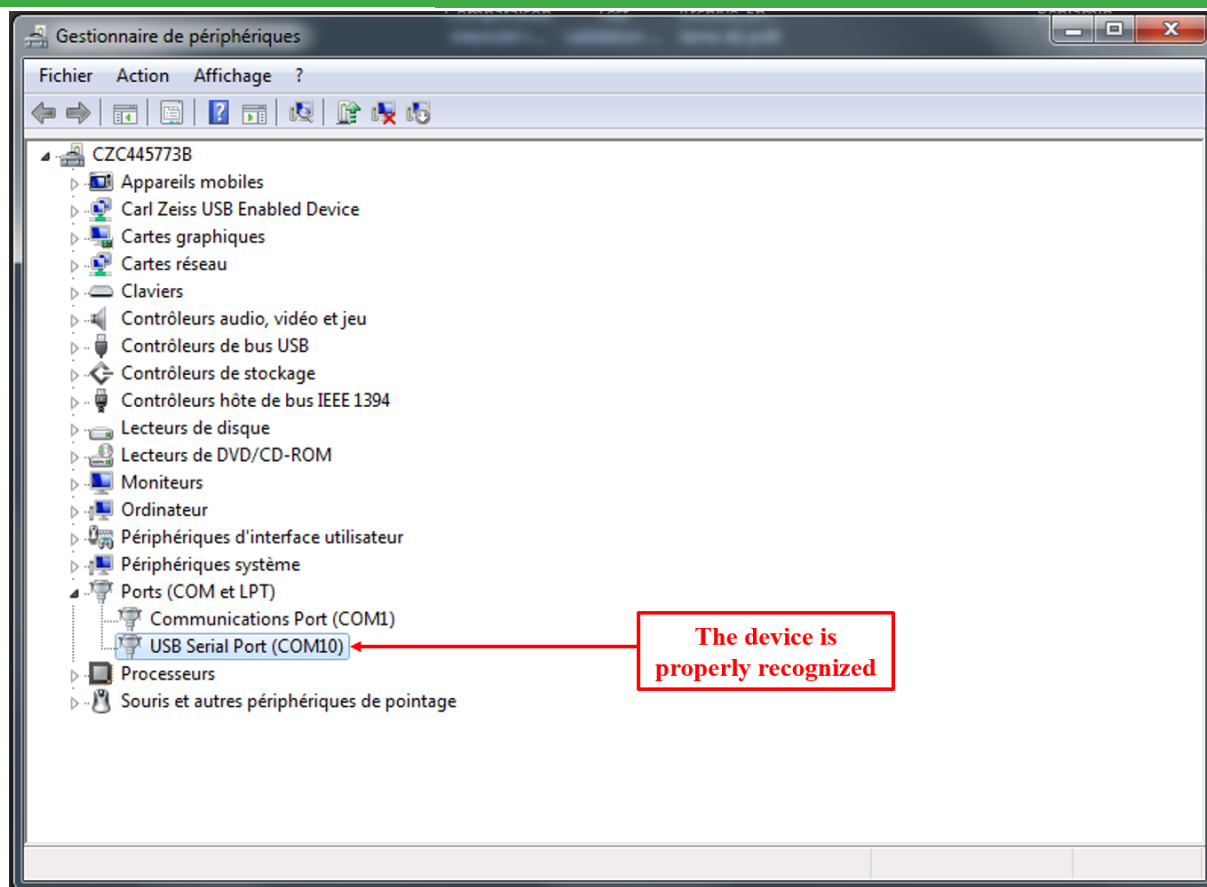 Gestionnaire de périphériques
Fichier Action Affichage ?
CZC445773B
Appareils mobiles
Carl Zeiss USB Enabled Device
Cartes graphiques
Cartes réseau
Claviers
Contrôleurs audio, vidéo et jeu
Contrôleurs de bus USB
Contrôleurs de stockage
Contrôleurs hôte de bus IEEE 1394
Lecteurs de disque
Lecteurs de DVD/CD-ROM
Moniteurs
Ordinateur
Périphériques d'interface utilisateur
Périphériques système
Ports (COM et LPT)
Communications Port (COM1)
USB Serial Port (COM10)
The device is
properly recognized
Processeurs
Souris et autres périphériques de pointage